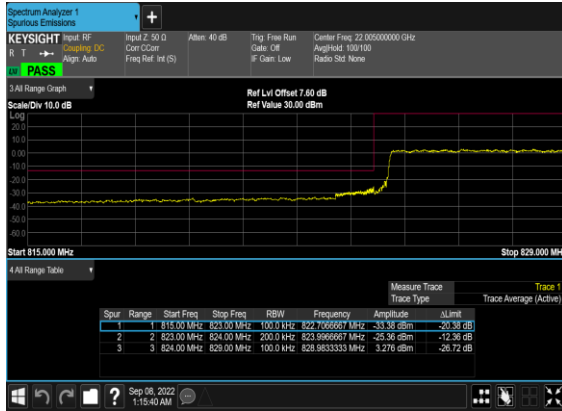 Spectrum Analyzer 1
Spurious Emissions
+
KEYSIGHT Input: RF Input Z: 50 Ω Atten: 40 dB Trig: Free Run Center Freq: 22.005000000 GHz
R T Coupling: DC Corr CCorr Gate: Off Avg|Hold: 100/100
Align: Auto Freq Ref: Int (S) IF Gain: Low Radio Std: None
PASS
3 All Range Graph
Ref Lvl Offset 7.60 dB
Scale/Div 10.0 dB Ref Value 30.00 dBm
Log
20.0
10.0
0.00
-10.0
-20.0
-30.0
-40.0
-50.0
-60.0
Start 815.000 MHz Stop 829.000 MH
4 All Range Table
Measure Trace Trace 1
Trace Type Trace Average (Active)
Spur Range Start Freq Stop Freq RBW Frequency Amplitude ΔLimit
1 1 815.00 MHz 823.00 MHz 100.0 kHz 822.7066667 MHz -33.38 dBm -20.38 dB
2 2 823.00 MHz 824.00 MHz 200.0 kHz 823.9966667 MHz -25.36 dBm -12.36 dB
3 3 824.00 MHz 829.00 MHz 100.0 kHz 828.9833333 MHz 3.276 dBm -26.72 dB
? Sep 08, 2022
1:15:40 AM